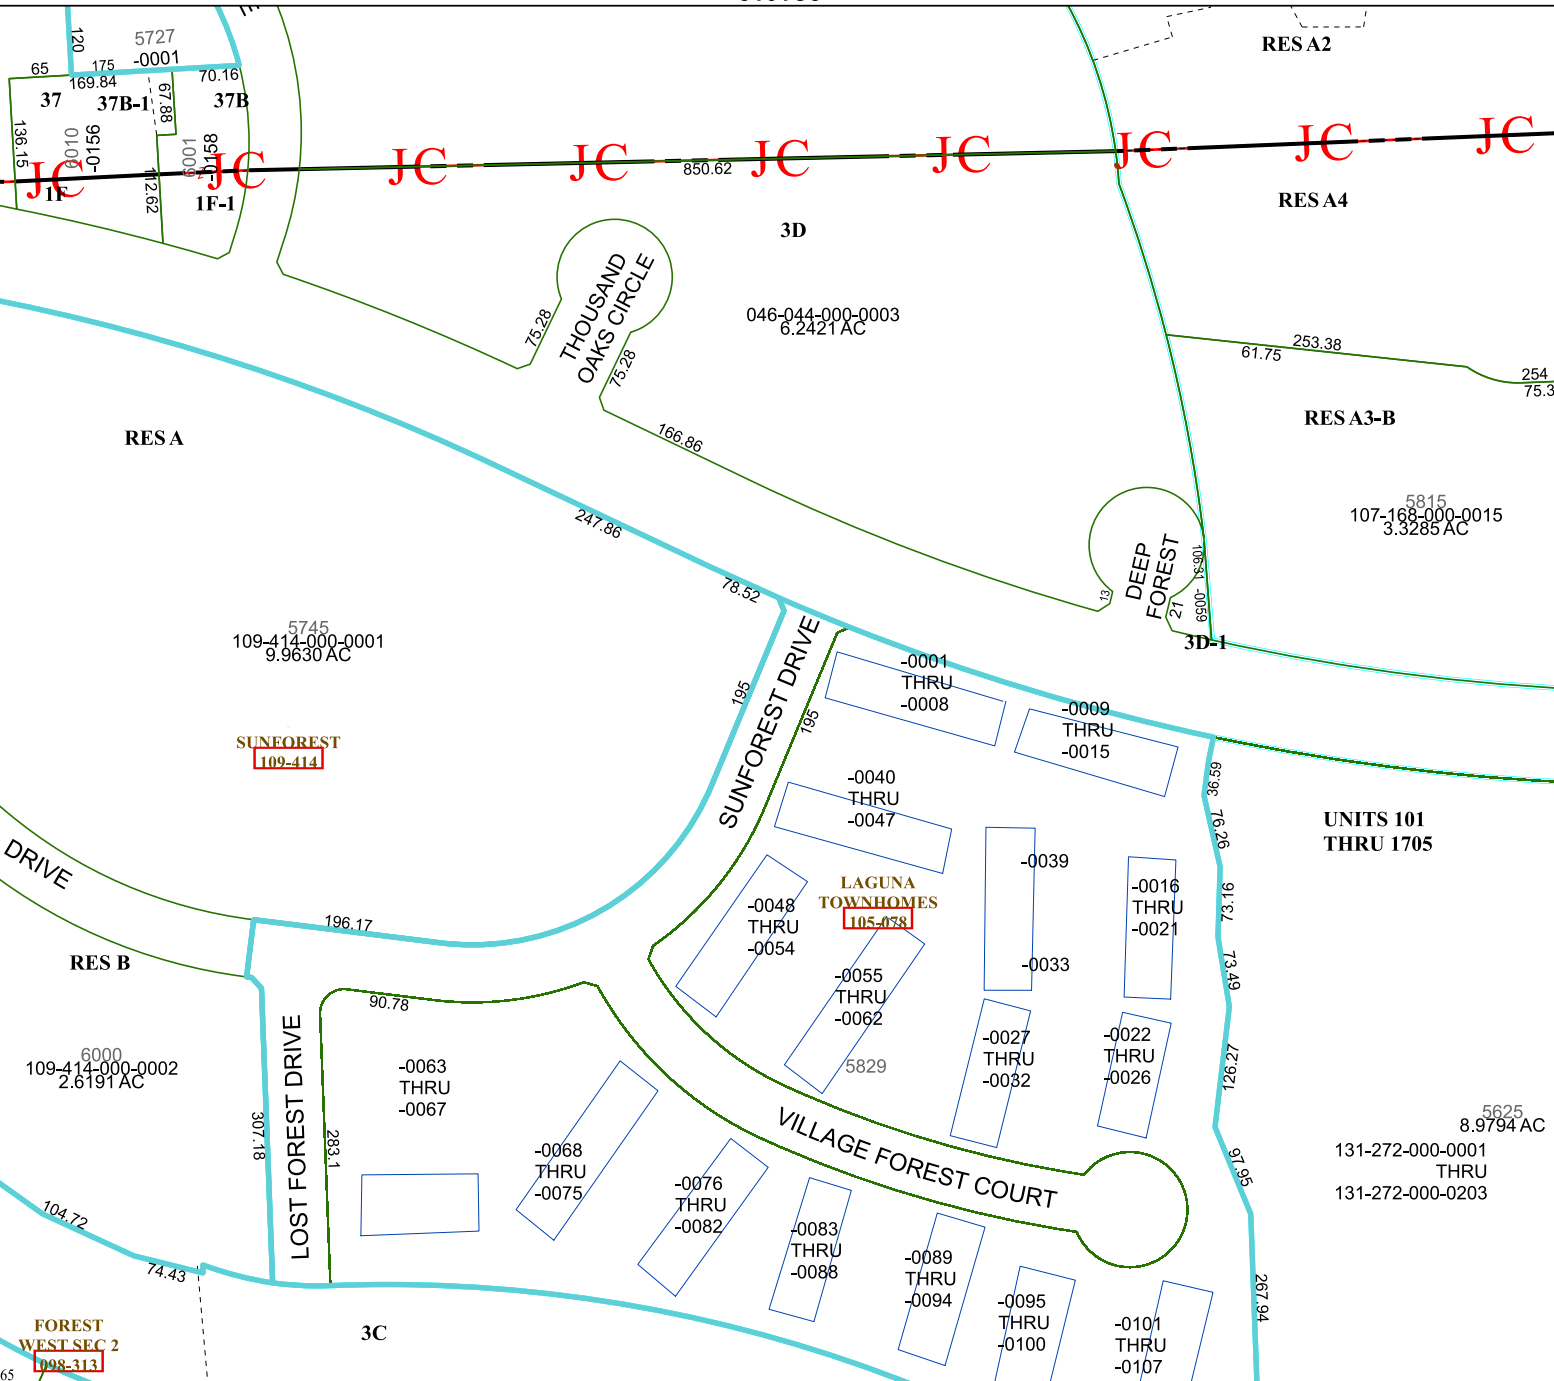 RES A2
5727
-0001
120
65
175
169.84
70.16
37
37B-1
67.88
37B
136.15
6010
-0156
6001
-0158
JC
JC
JC
JC
JC
JC
JC
JC
JC
850.62
1F
112.62
1F-1
RES A4
3D
THOUSAND
OAKS CIRCLE
75.28
75.28
046-044-000-0003
6.2421 AC
253.38
61.75
254
75.3
RES A3-B
RES A
166.86
5815
107-168-000-0015
3.3285 AC
247.86
78.52
DEEP
FOREST
13
21
106.31
-0059
3D-1
5745
109-414-000-0001
9.9630 AC
SUNFOREST
109-414
195
SUNFOREST DRIVE
195
-0001
THRU
-0008
-0009
THRU
-0015
36.59
76.26
UNITS 101
THRU 1705
-0040
THRU
-0047
DRIVE
-0039
LAGUNA
TOWNHOMES
105-078
-0016
THRU
-0021
73.16
-0048
THRU
-0054
196.17
RES B
-0033
73.49
-0055
THRU
-0062
90.78
5829
-0027
THRU
-0032
-0022
THRU
-0026
126.27
6000
109-414-000-0002
2.6191 AC
-0063
THRU
-0067
LOST FOREST DRIVE
307.18
283.1
VILLAGE FOREST COURT
5625
8.9794 AC
131-272-000-0001
THRU
131-272-000-0203
97.95
-0068
THRU
-0075
-0076
THRU
-0082
104.72
74.43
-0083
THRU
-0088
-0089
THRU
-0094
-0095
THRU
-0100
-0101
THRU
-0107
267.94
FOREST
WEST SEC 2
098-313
3C
65